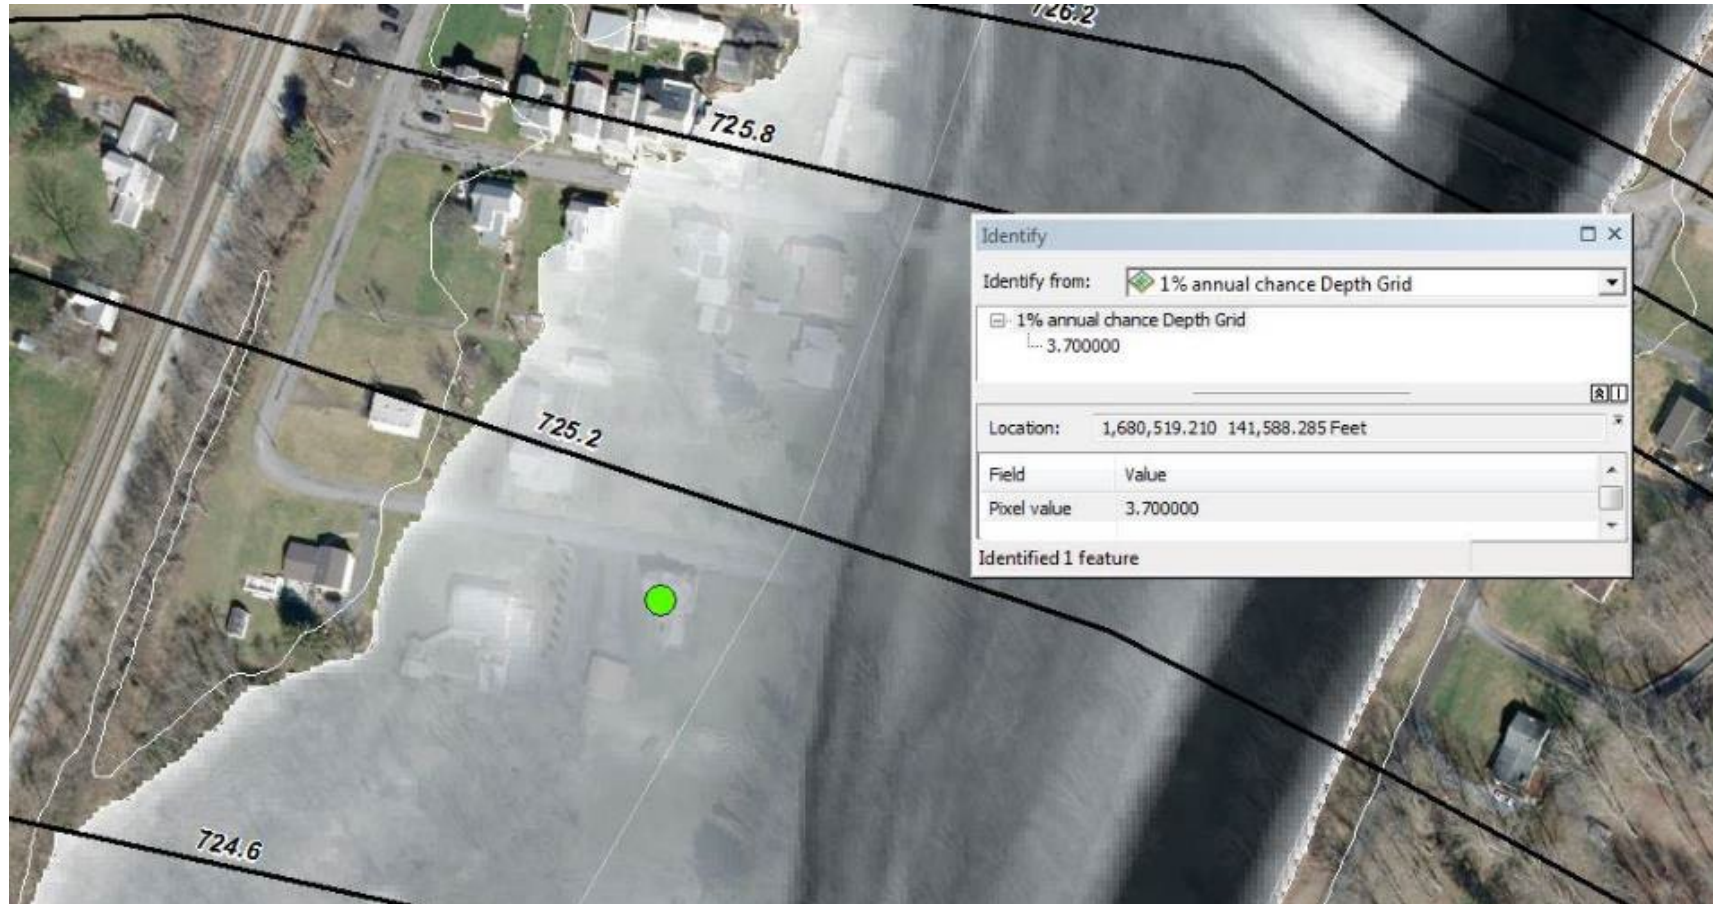 726.2
725.8
Identify
Identify from: 1% annual chance Depth Grid
1% annual chance Depth Grid
3.700000
725.2
Location: 1,680,519.210 141,588.285 Feet
Field Value
Pixel value 3.700000
Identified 1 feature
724.6